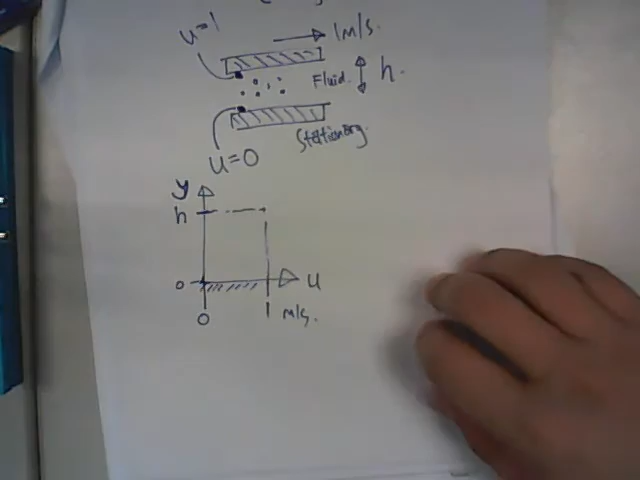 u=1
1M/s.
Fluid.
h.
Stationary.
u=0
y
h
0
u
0
1 m/s.